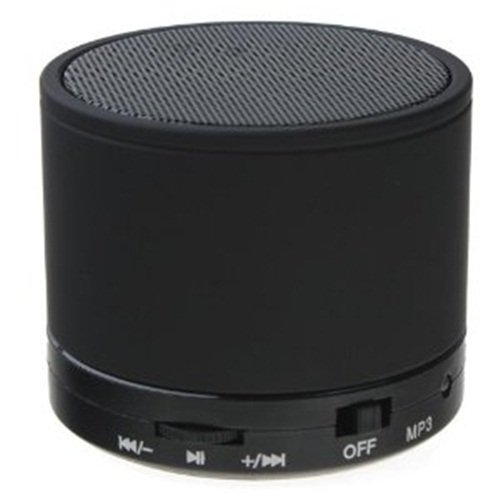 ⏮/- ⏯ +/⏭ OFF MP3